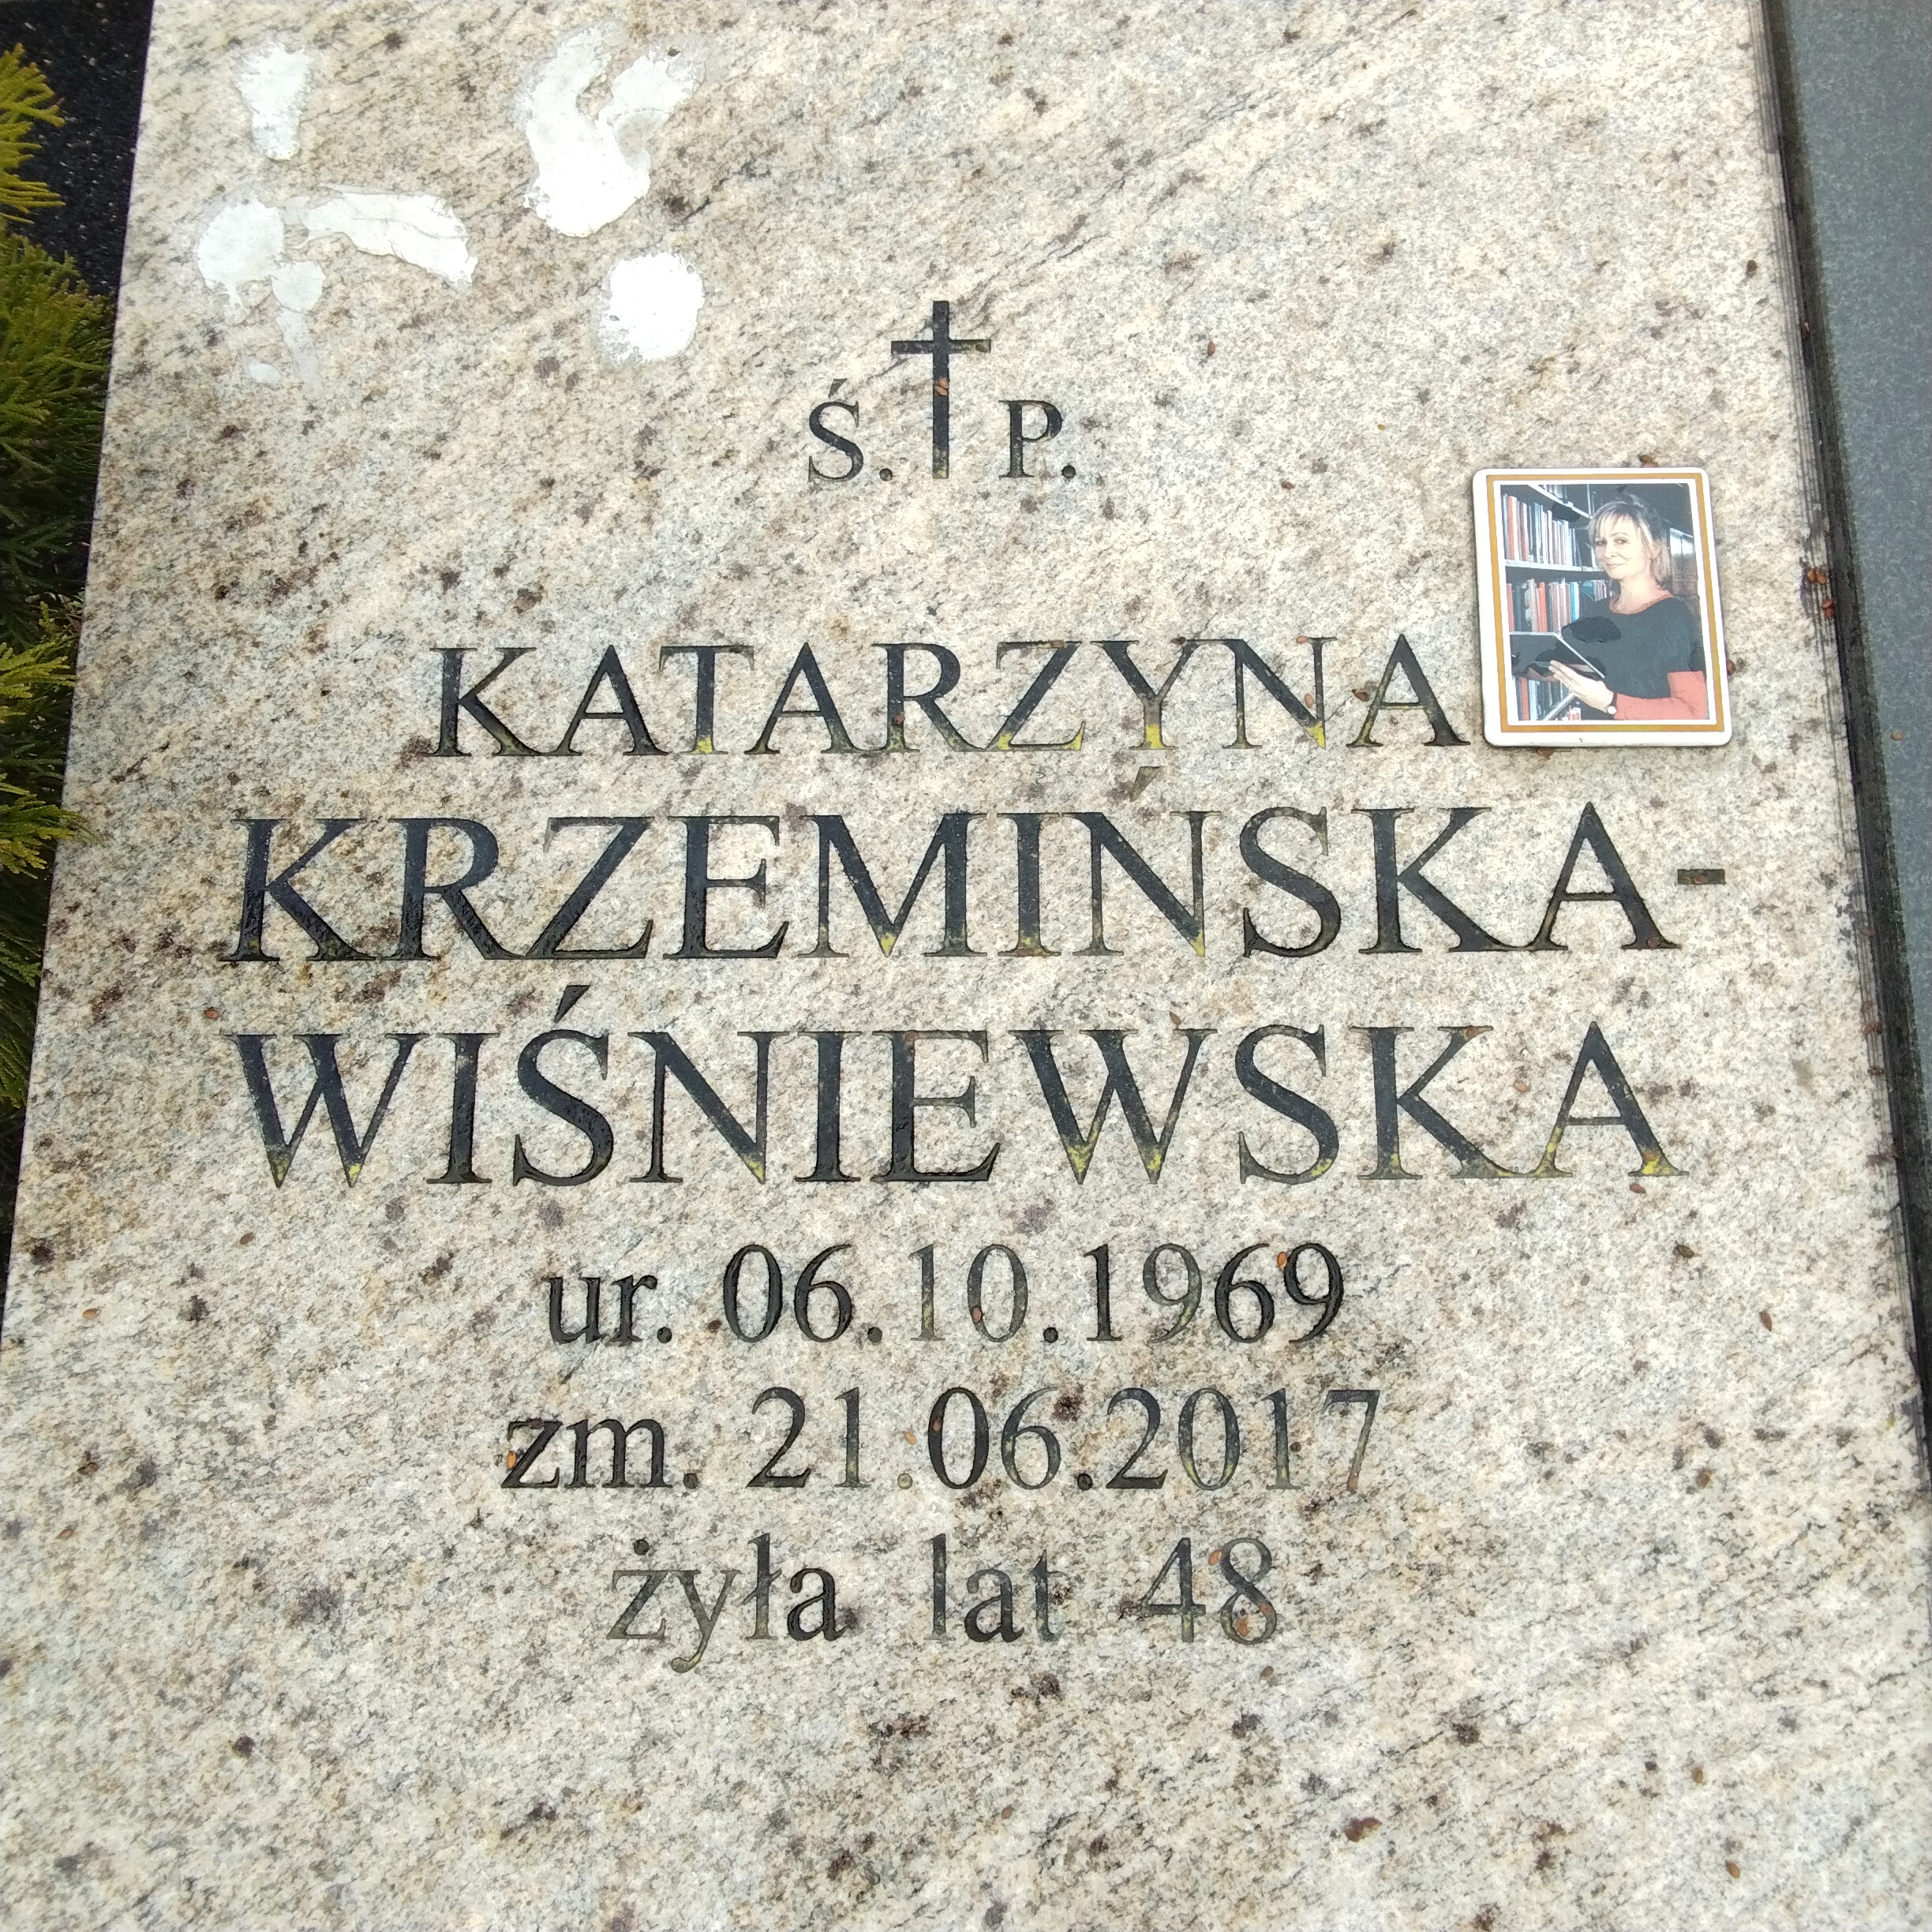 Ś. P.
KATARZYNA
KRZEMIŃSKA-
WIŚNIEWSKA
ur. 06.10.1969
zm. 21.06.2017
żyła lat 48